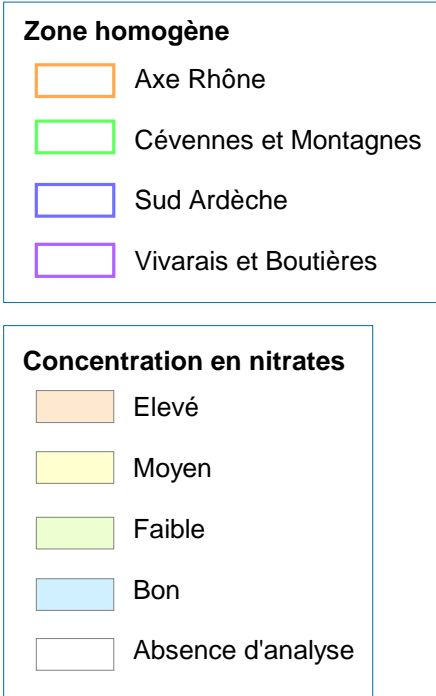 Zone homogène
Axe Rhône
Cévennes et Montagnes
Sud Ardèche
Vivarais et Boutières
Concentration en nitrates
Elevé
Moyen
Faible
Bon
Absence d'analyse